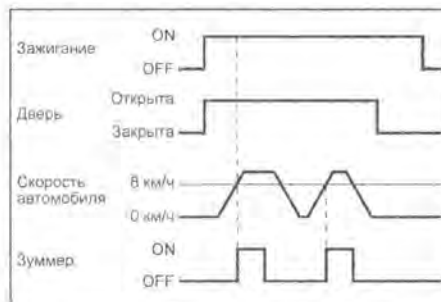 Зажигание
ON
OFF
Дверь
Открыта
Закрыта
Скорость
автомобиля
8 км/ч
0 км/ч
Зуммер
ON
OFF